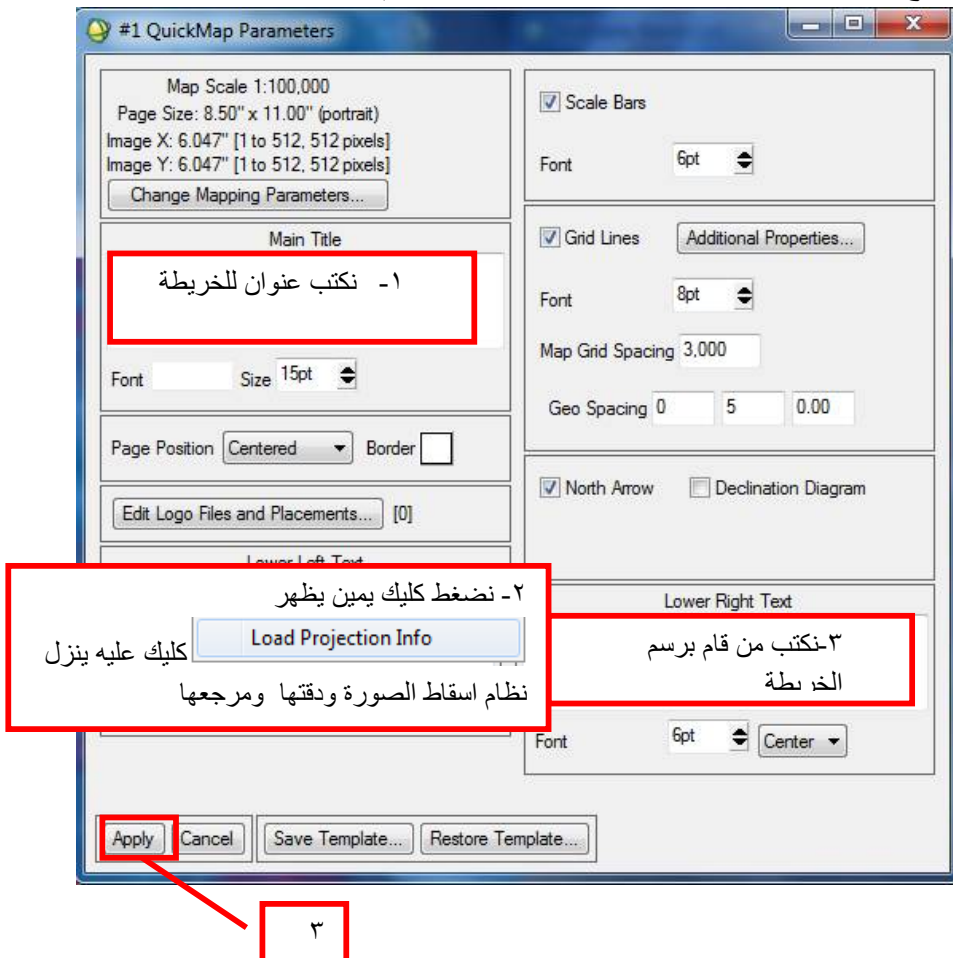 #1 QuickMap Parameters
Map Scale 1:100,000
Page Size: 8.50" x 11.00" (portrait)
Image X: 6.047" [1 to 512, 512 pixels]
Image Y: 6.047" [1 to 512, 512 pixels]
Change Mapping Parameters...
Main Title
١- نكتب عنوان للخريطة
Font Size 15pt
Page Position Centered Border
Edit Logo Files and Placements... [0]
Lower Left Text
٢- نضغط كليك يمين يظهر
Load Projection Info كليك عليه ينزل
نظام اسقاط الصورة ودقتها ومرجعها
Scale Bars
Font 6pt
Grid Lines Additional Properties...
Font 8pt
Map Grid Spacing 3,000
Geo Spacing 0 5 0.00
North Arrow Declination Diagram
Lower Right Text
٣-نكتب من قام برسم
الخريطة
Font 6pt Center
Apply Cancel Save Template... Restore Template...
٣